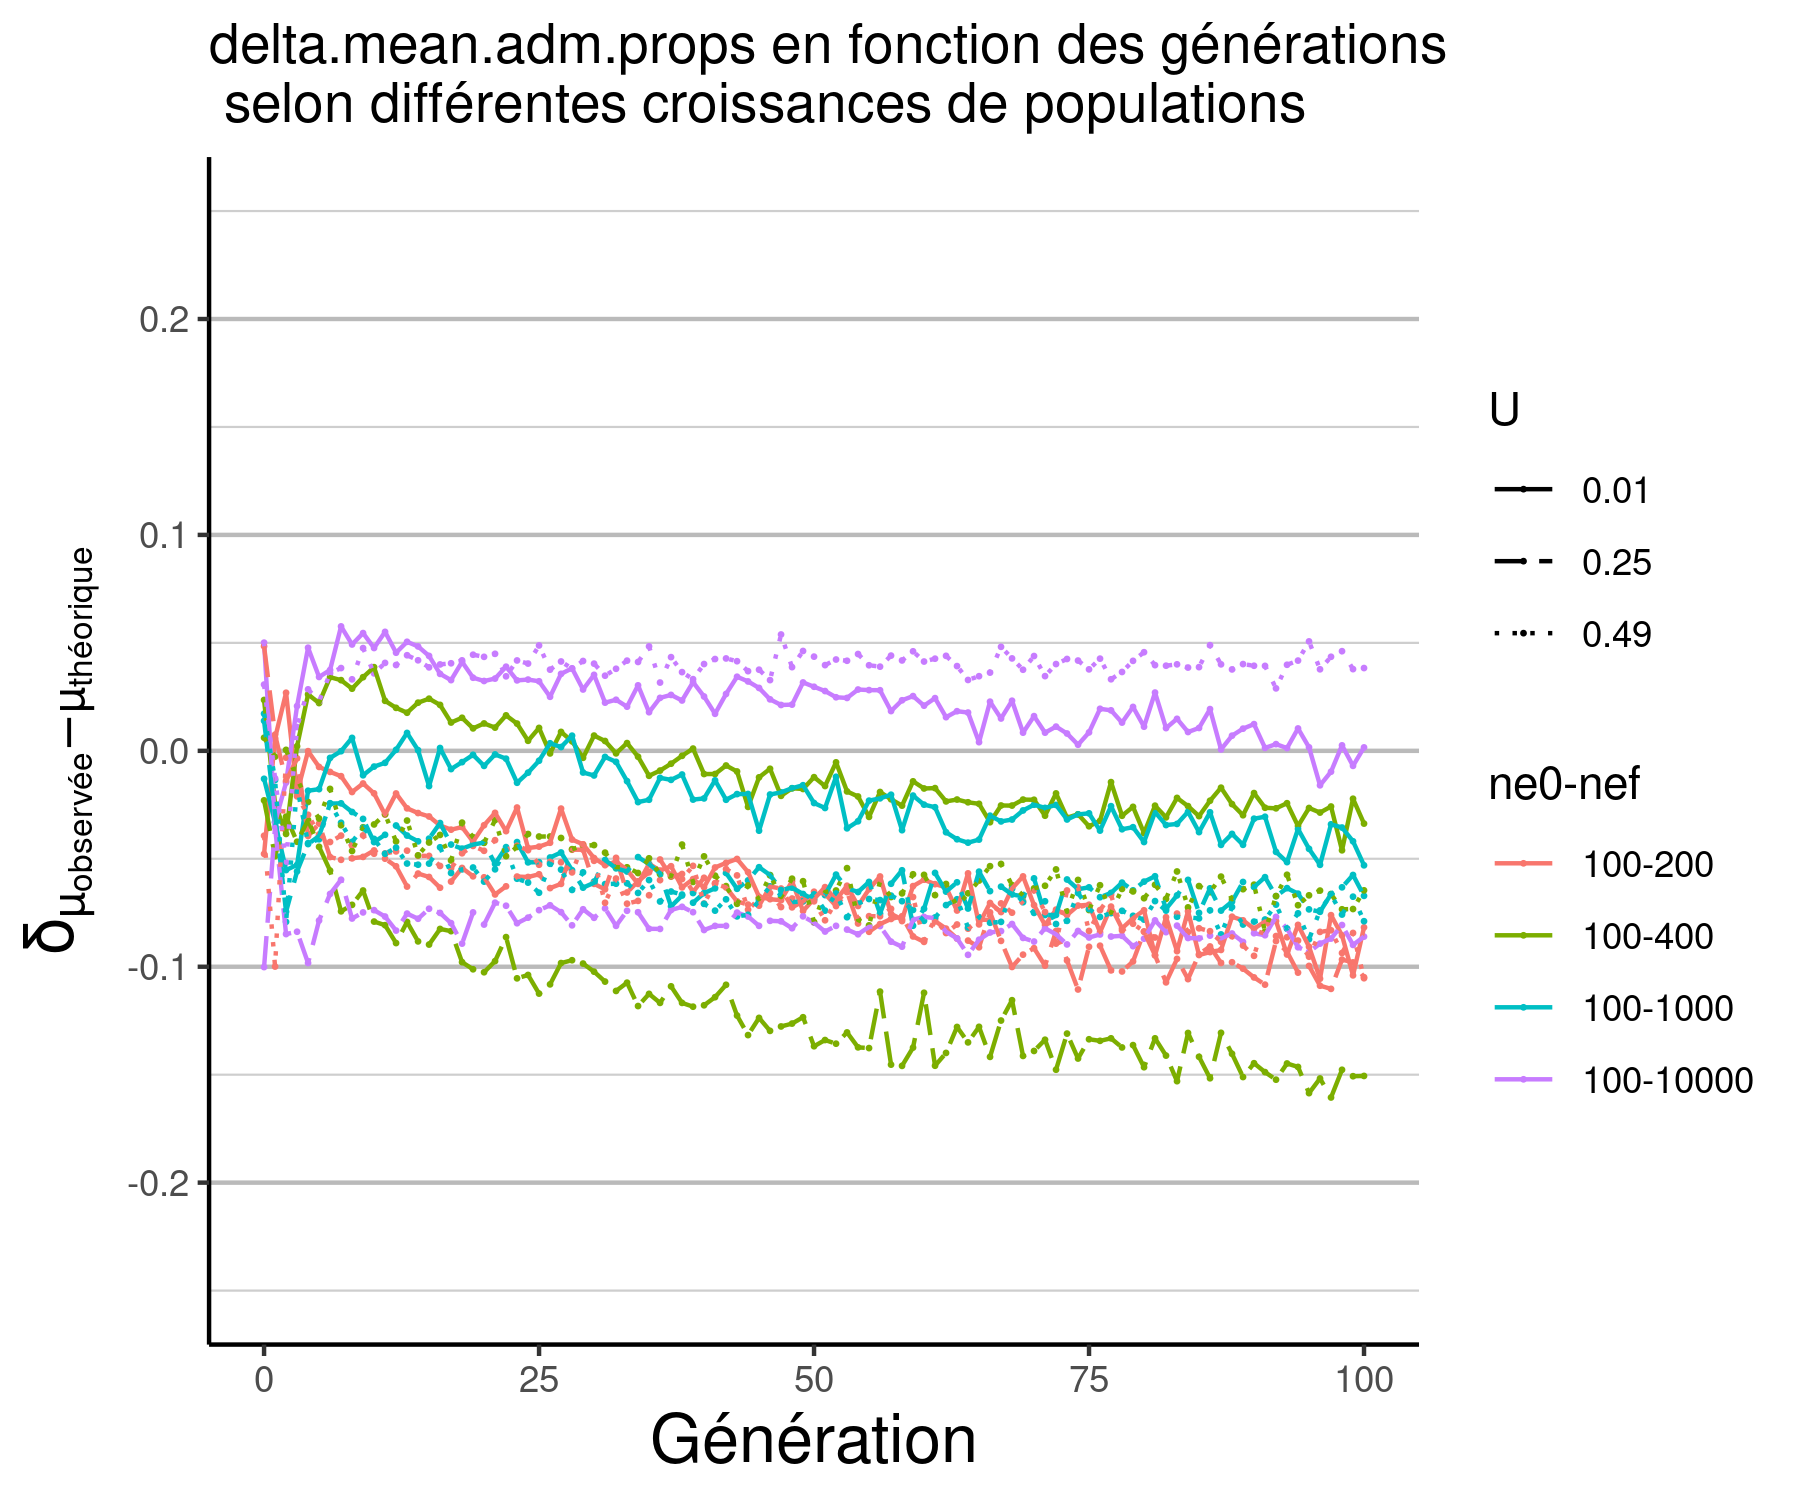 delta.mean.adm.props en fonction des générations
selon différentes croissances de populations
δμobservée−μthéorique
0.2
0.1
0.0
-0.1
-0.2
0 25 50 75 100
Génération
U
0.01
0.25
0.49
ne0-nef
100-200
100-400
100-1000
100-10000